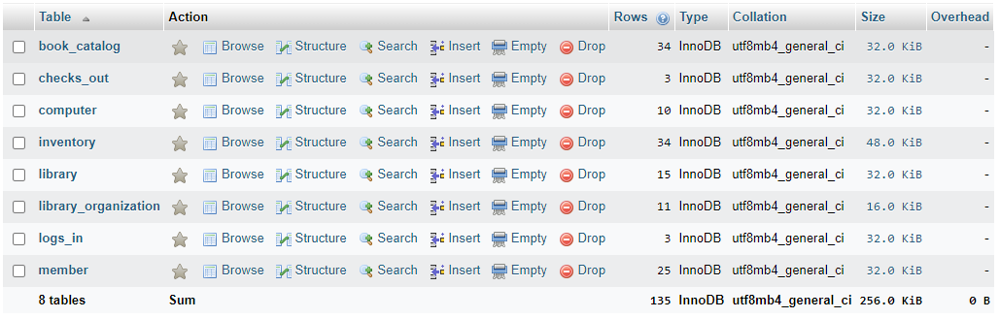 Table Action Rows Type Collation Size Overhead
book_catalog Browse Structure Search Insert Empty Drop 34 InnoDB utf8mb4_general_ci 32.0 KiB -
checks_out Browse Structure Search Insert Empty Drop 3 InnoDB utf8mb4_general_ci 32.0 KiB -
computer Browse Structure Search Insert Empty Drop 10 InnoDB utf8mb4_general_ci 32.0 KiB -
inventory Browse Structure Search Insert Empty Drop 34 InnoDB utf8mb4_general_ci 48.0 KiB -
library Browse Structure Search Insert Empty Drop 15 InnoDB utf8mb4_general_ci 32.0 KiB -
library_organization Browse Structure Search Insert Empty Drop 11 InnoDB utf8mb4_general_ci 16.0 KiB -
logs_in Browse Structure Search Insert Empty Drop 3 InnoDB utf8mb4_general_ci 32.0 KiB -
member Browse Structure Search Insert Empty Drop 25 InnoDB utf8mb4_general_ci 32.0 KiB -
8 tables Sum 135 InnoDB utf8mb4_general_ci 256.0 KiB 0 B